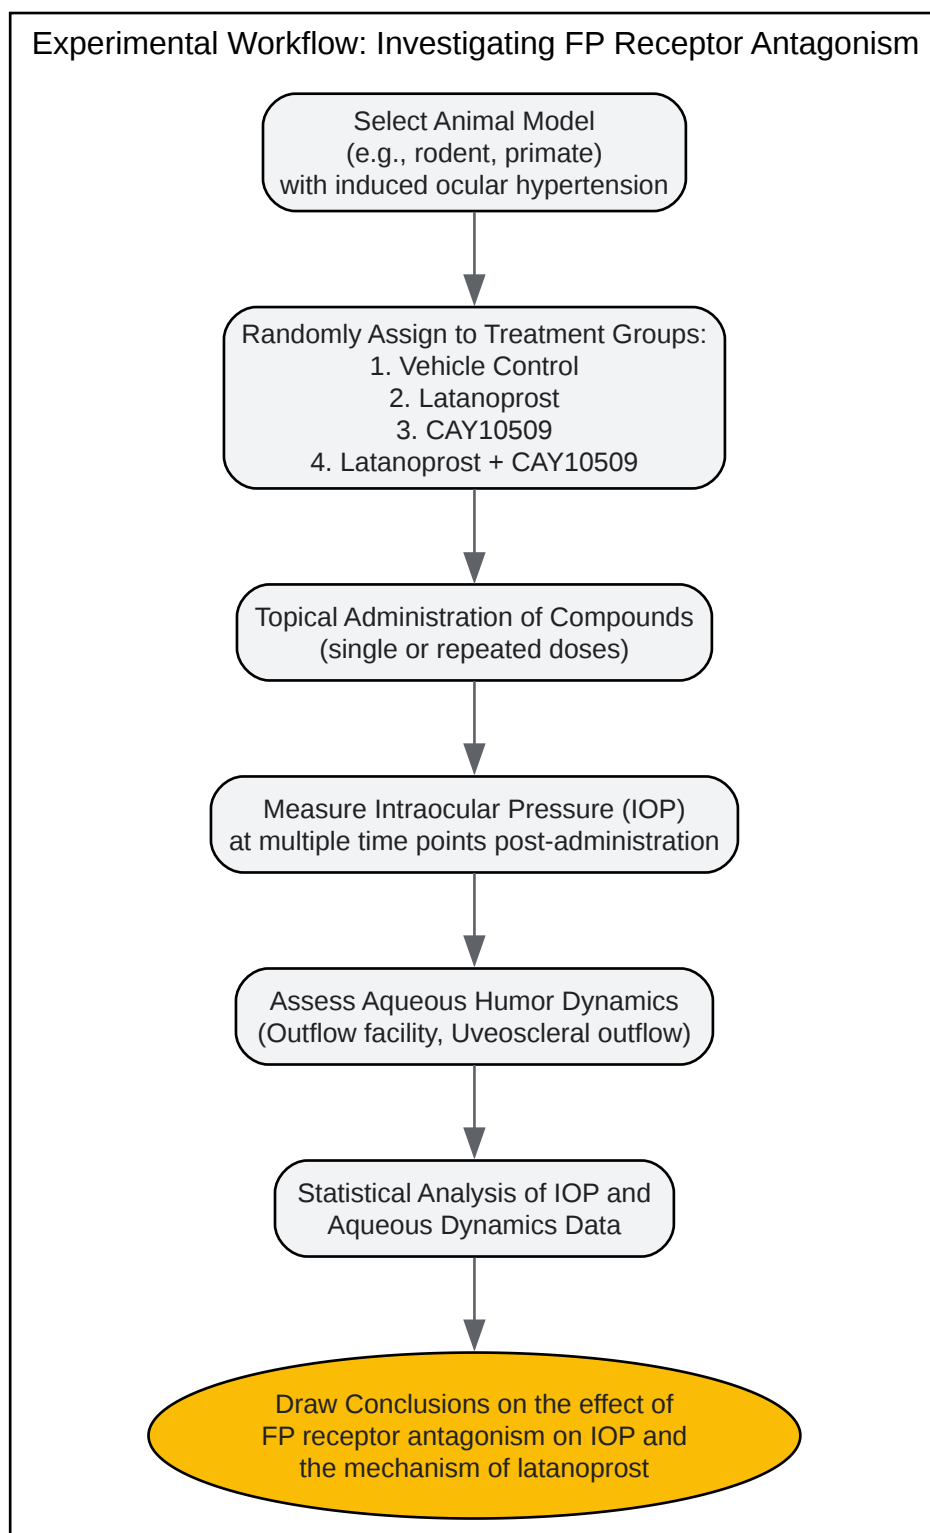 Experimental Workflow: Investigating FP Receptor Antagonism
Select Animal Model
(e.g., rodent, primate)
with induced ocular hypertension
Randomly Assign to Treatment Groups:
1. Vehicle Control
2. Latanoprost
3. CAY10509
4. Latanoprost + CAY10509
Topical Administration of Compounds
(single or repeated doses)
Measure Intraocular Pressure (IOP)
at multiple time points post-administration
Assess Aqueous Humor Dynamics
(Outflow facility, Uveoscleral outflow)
Statistical Analysis of IOP and
Aqueous Dynamics Data
Draw Conclusions on the effect of
FP receptor antagonism on IOP and
the mechanism of latanoprost